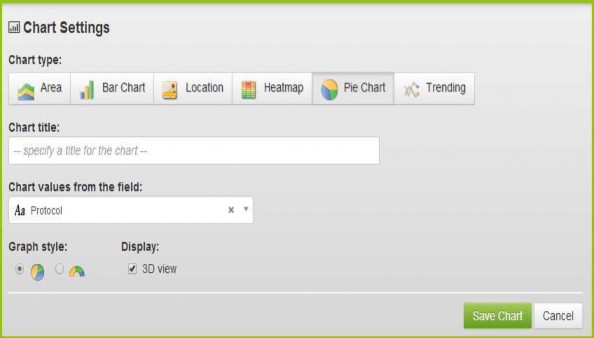 Chart Settings
Chart type:
Area Bar Chart Location Heatmap Pie Chart Trending
Chart title:
-- specify a title for the chart --
Chart values from the field:
Aa Protocol × ▾
Graph style: Display:
3D view
Save Chart Cancel